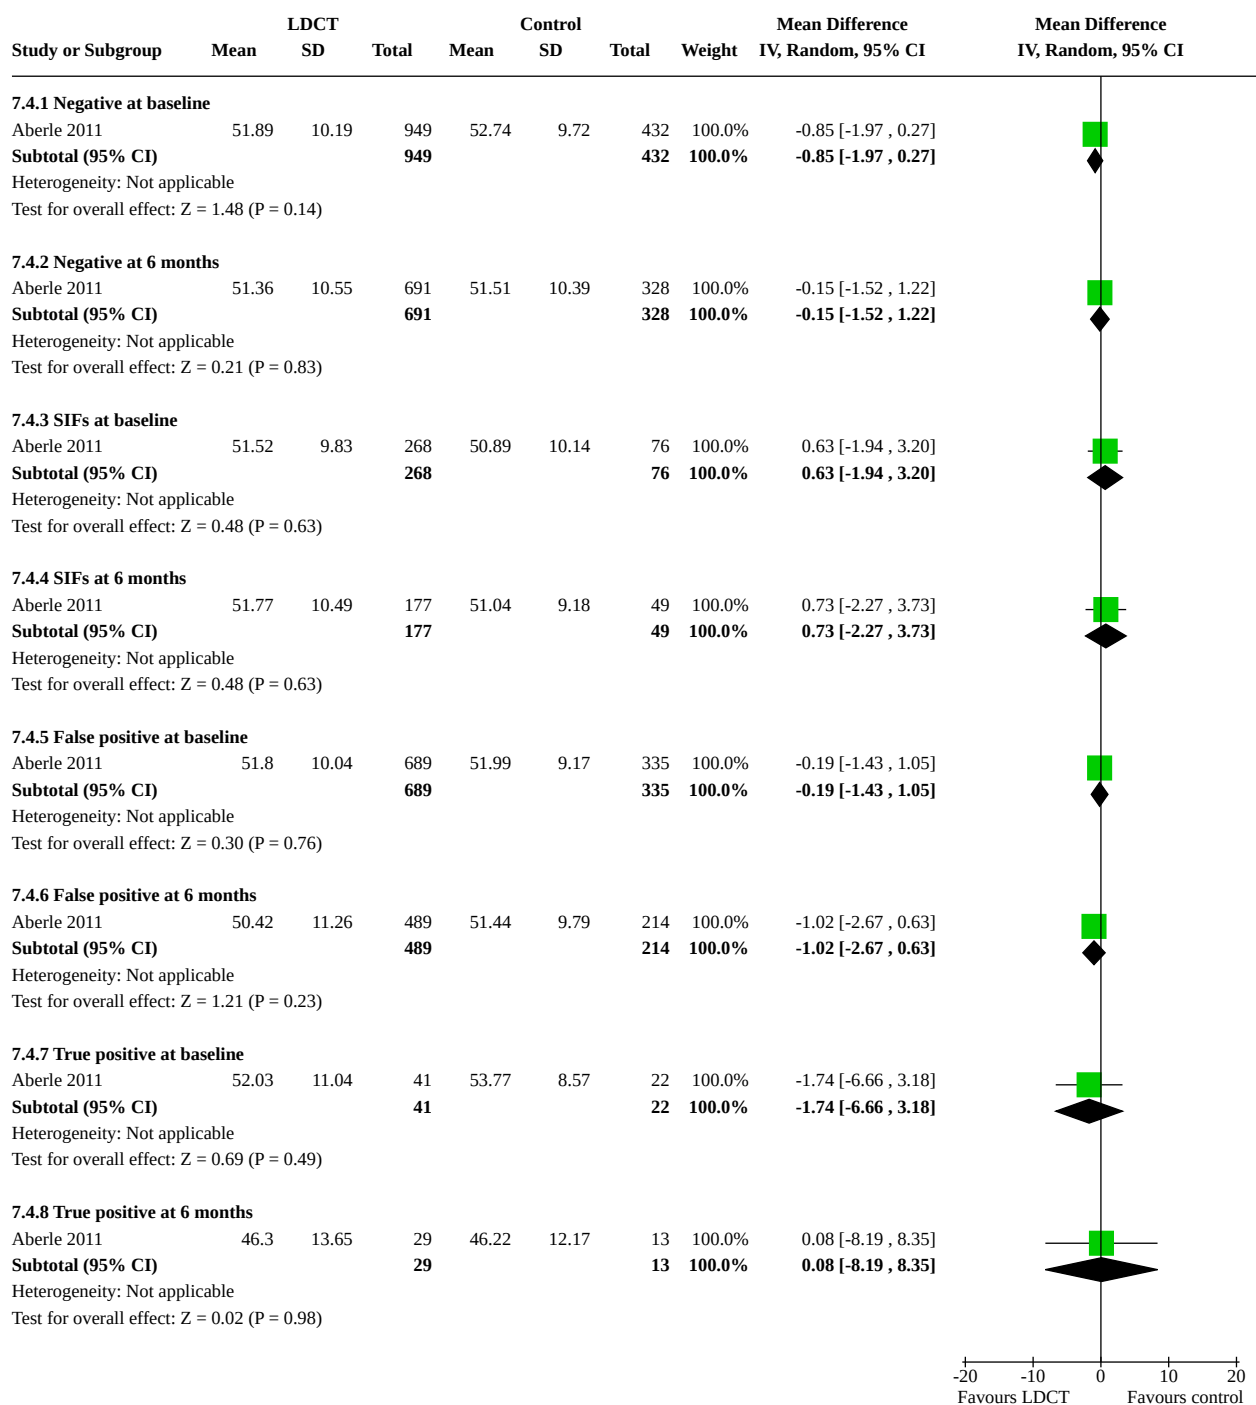 LDCT Control Mean Difference Mean Difference
Study or Subgroup Mean SD Total Mean SD Total Weight IV, Random, 95% CI IV, Random, 95% CI
7.4.1 Negative at baseline
Aberle 2011 51.89 10.19 949 52.74 9.72 432 100.0% -0.85 [-1.97 , 0.27]
Subtotal (95% CI) 949 432 100.0% -0.85 [-1.97 , 0.27]
Heterogeneity: Not applicable
Test for overall effect: Z = 1.48 (P = 0.14)
7.4.2 Negative at 6 months
Aberle 2011 51.36 10.55 691 51.51 10.39 328 100.0% -0.15 [-1.52 , 1.22]
Subtotal (95% CI) 691 328 100.0% -0.15 [-1.52 , 1.22]
Heterogeneity: Not applicable
Test for overall effect: Z = 0.21 (P = 0.83)
7.4.3 SIFs at baseline
Aberle 2011 51.52 9.83 268 50.89 10.14 76 100.0% 0.63 [-1.94 , 3.20]
Subtotal (95% CI) 268 76 100.0% 0.63 [-1.94 , 3.20]
Heterogeneity: Not applicable
Test for overall effect: Z = 0.48 (P = 0.63)
7.4.4 SIFs at 6 months
Aberle 2011 51.77 10.49 177 51.04 9.18 49 100.0% 0.73 [-2.27 , 3.73]
Subtotal (95% CI) 177 49 100.0% 0.73 [-2.27 , 3.73]
Heterogeneity: Not applicable
Test for overall effect: Z = 0.48 (P = 0.63)
7.4.5 False positive at baseline
Aberle 2011 51.8 10.04 689 51.99 9.17 335 100.0% -0.19 [-1.43 , 1.05]
Subtotal (95% CI) 689 335 100.0% -0.19 [-1.43 , 1.05]
Heterogeneity: Not applicable
Test for overall effect: Z = 0.30 (P = 0.76)
7.4.6 False positive at 6 months
Aberle 2011 50.42 11.26 489 51.44 9.79 214 100.0% -1.02 [-2.67 , 0.63]
Subtotal (95% CI) 489 214 100.0% -1.02 [-2.67 , 0.63]
Heterogeneity: Not applicable
Test for overall effect: Z = 1.21 (P = 0.23)
7.4.7 True positive at baseline
Aberle 2011 52.03 11.04 41 53.77 8.57 22 100.0% -1.74 [-6.66 , 3.18]
Subtotal (95% CI) 41 22 100.0% -1.74 [-6.66 , 3.18]
Heterogeneity: Not applicable
Test for overall effect: Z = 0.69 (P = 0.49)
7.4.8 True positive at 6 months
Aberle 2011 46.3 13.65 29 46.22 12.17 13 100.0% 0.08 [-8.19 , 8.35]
Subtotal (95% CI) 29 13 100.0% 0.08 [-8.19 , 8.35]
Heterogeneity: Not applicable
Test for overall effect: Z = 0.02 (P = 0.98)
-20 -10 0 10 20
Favours LDCT Favours control